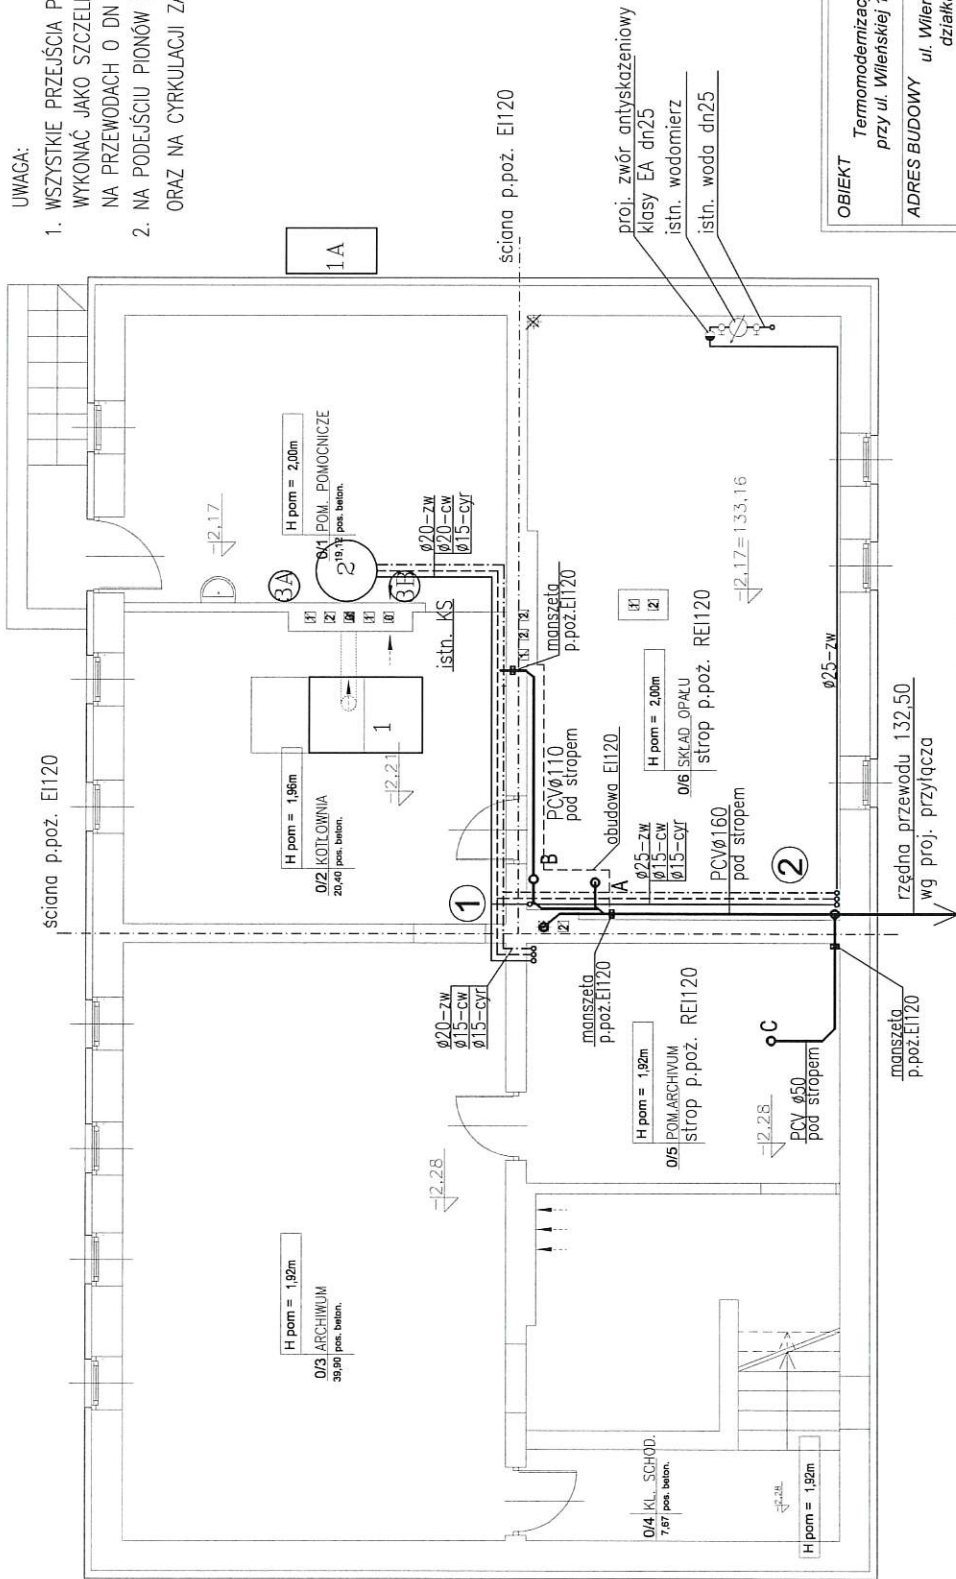 UWAGA:
1. WSZYSTKIE PRZEJŚCIA P
WYKONAĆ JAKO SZCZEL
NA PRZEWODACH O DN
2. NA PODEJŚCIU PIONÓW
ORAZ NA CYRKULACJI ZA
ściana p.poż. EI120
1A
ściana p.poż. EI120
proj. zwór antyskażeniowy
klasy EA dn25
istn. wodomierz
istn. woda dn25
OBIEKT
Termomodernizac
przy ul. Wileńskiej
ADRES BUDOWY
ul. Wiler
działk
H pom = 1,92m
0/3 ARCHIWUM
39,90 pos. beton.
-2,28
H pom = 1,96m
0/2 KOTŁOWNIA
20,40 pos. beton.
-2,21
1
H pom = 2,00m
0/1 POM. POMOCNICZE
19,12 pos. beton.
-2,17
3A
2
3B
istn. KS
ø20-zw
ø20-cw
ø15-cyr
1
ø20-zw
ø15-cw
ø15-cyr
manszeta
p.poż.EI120
PCVø110
pod stropem
obudowa EI120
B
A
H pom = 2,00m
0/6 SKŁAD OPAŁU
strop p.poż. REI120
-2,17=133,16
ø25-zw
ø15-cw
ø15-cyr
PCVø160
pod stropem
2
ø25-zw
manszeta
p.poż.EI120
H pom = 1,92m
0/5 POM.ARCHIVUM
strop p.poż. REI120
-2,28
C
PCV ø50
pod stropem
manszeta
p.poż.EI120
rzędna przewodu 132,50
wg proj. przyłącza
0/4 KL. SCHOD.
7,67 pos. beton.
-2,28
H pom = 1,92m